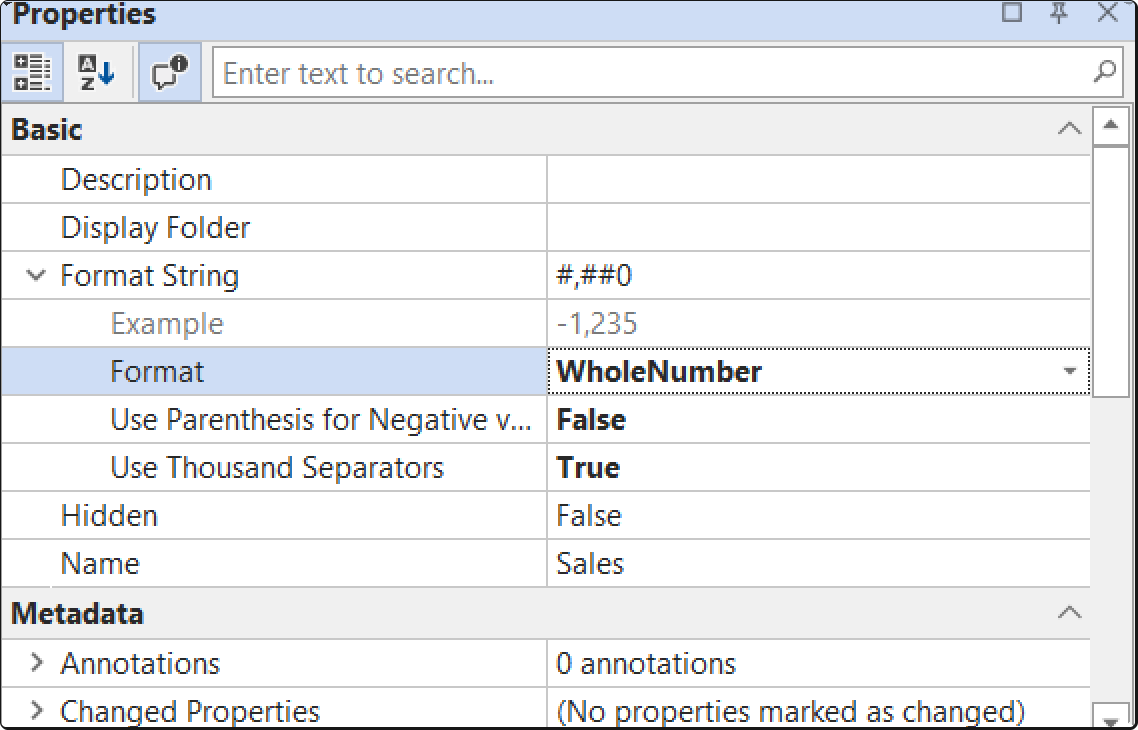 Properties
A
Z
Enter text to search...
Basic
Description
Display Folder
Format String #,##0
Example -1,235
Format WholeNumber
Use Parenthesis for Negative v... False
Use Thousand Separators True
Hidden False
Name Sales
Metadata
Annotations 0 annotations
Changed Properties (No properties marked as changed)